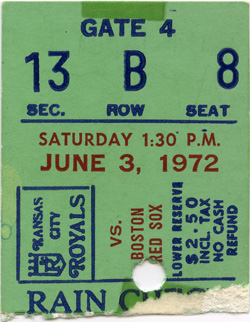 GATE 4
13 B 8
SEC. ROW SEAT
SATURDAY 1:30 P.M.
JUNE 3, 1972
KANSAS
CITY
ROYALS
VS.
BOSTON
RED SOX
LOWER RESERVE
$2.50
INCL. TAX
NO CASH
REFUND
RAIN